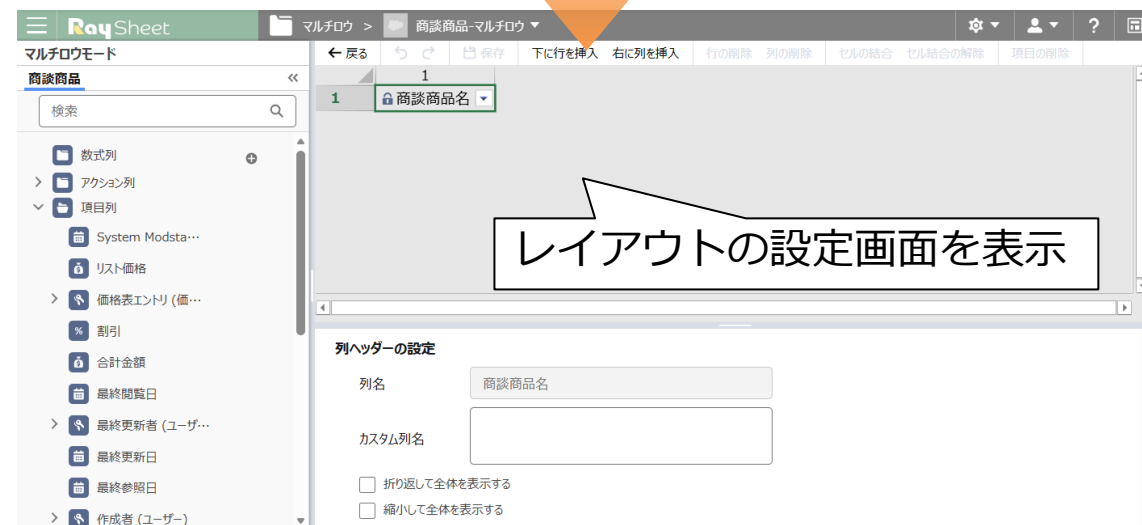 RaySheet マルチロウ > 商談商品-マルチロウ ?
マルチロウモード
戻る 保存 下に行を挿入 右に列を挿入 行の削除 列の削除 セルの結合 セル結合の解除 項目の削除
商談商品 «
検索
1
1 商談商品名
数式列
アクション列
項目列
System Modsta…
リスト価格
価格表エントリ (価…
割引
合計金額
最終閲覧日
最終更新者 (ユーザ…
最終更新日
最終参照日
作成者 (ユーザー)
レイアウトの設定画面を表示
列ヘッダーの設定
列名 商談商品名
カスタム列名
折り返して全体を表示する
縮小して全体を表示する